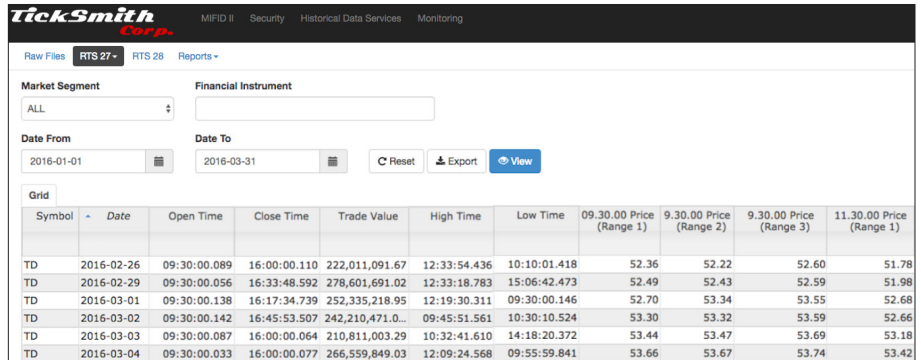 TickSmith
Corp.
MIFID II Security Historical Data Services Monitoring
Raw Files RTS 27 RTS 28 Reports
Market Segment Financial Instrument
ALL
Date From Date To
2016-01-01 2016-03-31 Reset Export View
Grid
Symbol Date Open Time Close Time Trade Value High Time Low Time 09.30.00 Price 9.30.00 Price 9.30.00 Price 11.30.00 Price
(Range 1) (Range 2) (Range 3) (Range 1)
TD 2016-02-26 09:30:00.089 16:00:00.110 222,011,091.67 12:33:54.436 10:10:01.418 52.36 52.22 52.60 51.78
TD 2016-02-29 09:30:00.056 16:33:48.592 278,601,691.02 12:33:18.783 15:06:42.473 52.49 52.43 52.59 51.98
TD 2016-03-01 09:30:00.138 16:17:34.739 252,335,218.95 12:19:30.311 09:30:00.146 52.70 53.34 53.55 52.68
TD 2016-03-02 09:30:00.142 16:45:53.507 242,210,471.0... 09:45:51.561 10:30:10.524 53.30 53.32 53.59 52.66
TD 2016-03-03 09:30:00.087 16:00:00.064 210,811,003.29 10:32:41.610 14:18:20.372 53.44 53.47 53.69 53.18
TD 2016-03-04 09:30:00.033 16:00:00.077 266,559,849.03 12:09:24.568 09:55:59.841 53.66 53.67 53.74 53.42